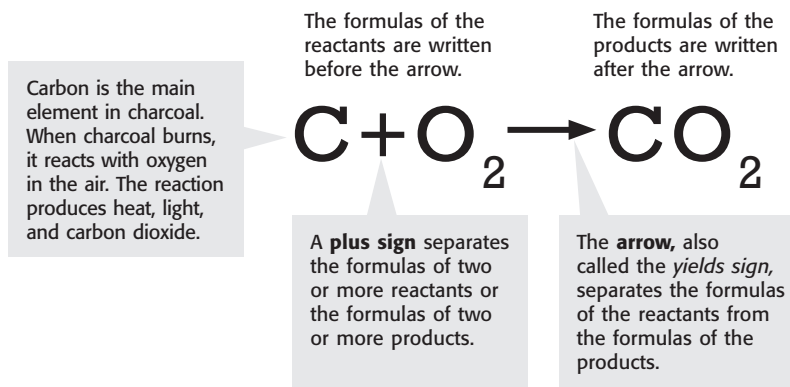 The formulas of the
reactants are written
before the arrow.
The formulas of the
products are written
after the arrow.
Carbon is the main
element in charcoal.
When charcoal burns,
it reacts with oxygen
in the air. The reaction
produces heat, light,
and carbon dioxide.
C + O₂ → CO₂
A plus sign separates
the formulas of two
or more reactants or
the formulas of two
or more products.
The arrow, also
called the yields sign,
separates the formulas
of the reactants from
the formulas of the
products.